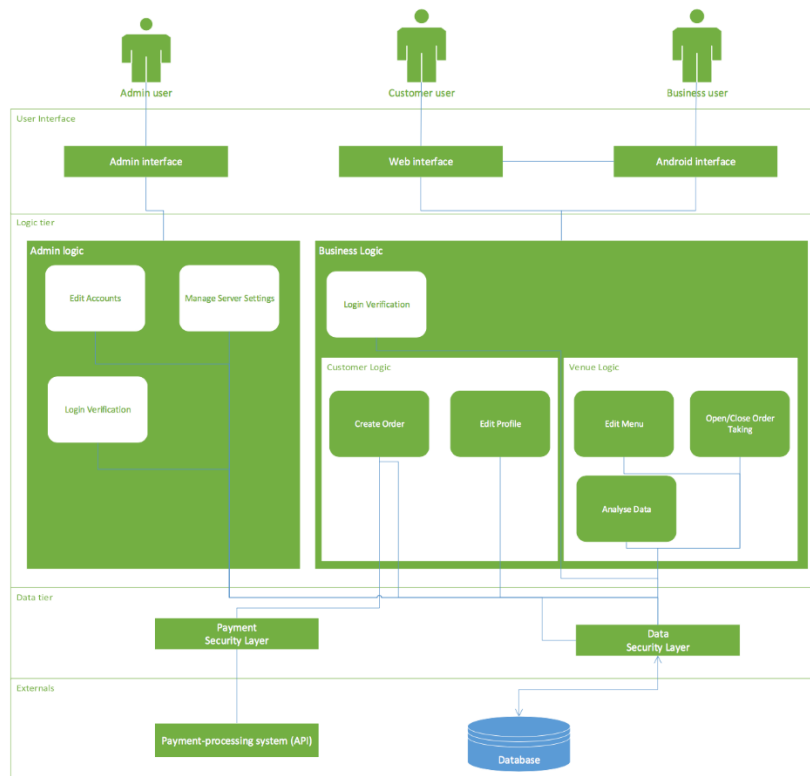 Admin user
Customer user
Business user
User Interface
Admin interface
Web interface
Android interface
Logic tier
Admin logic
Business Logic
Edit Accounts
Manage Server Settings
Login Verification
Login Verification
Customer Logic
Venue Logic
Create Order
Edit Profile
Edit Menu
Open/Close Order
Taking
Analyse Data
Data tier
Payment
Security Layer
Data
Security Layer
Externals
Payment-processing system (API)
Database